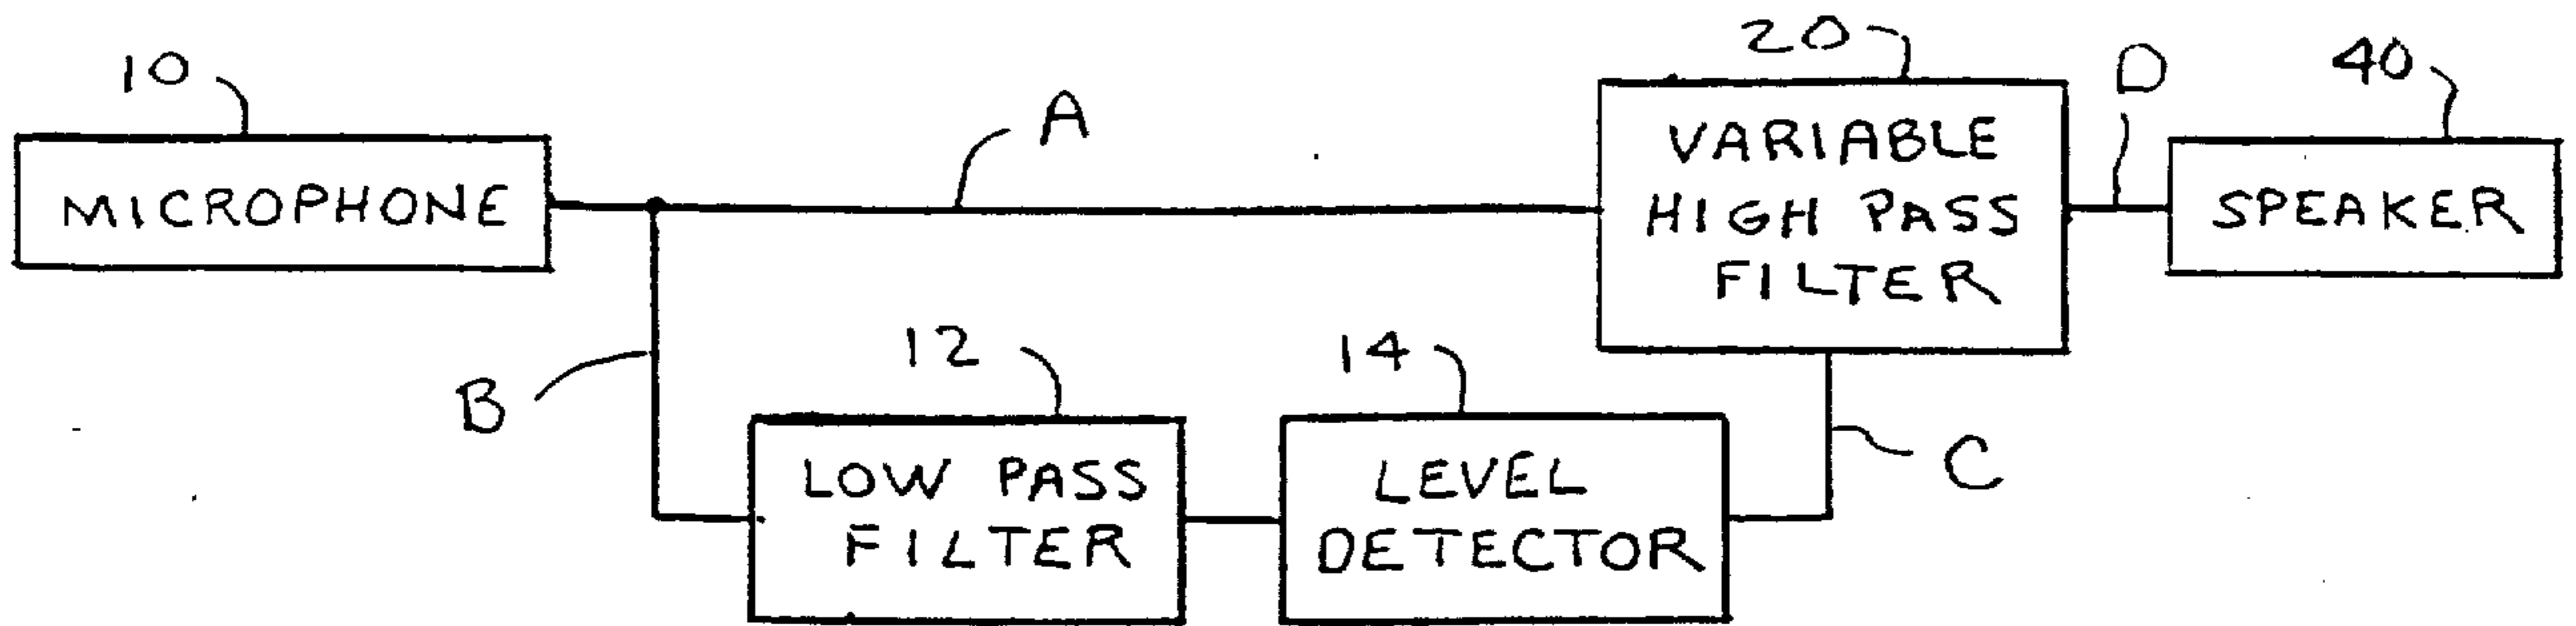 10
A
20
D
40
MICROPHONE
VARIABLE
HIGH PASS
FILTER
SPEAKER
B
12
14
C
LOW PASS
FILTER
LEVEL
DETECTOR